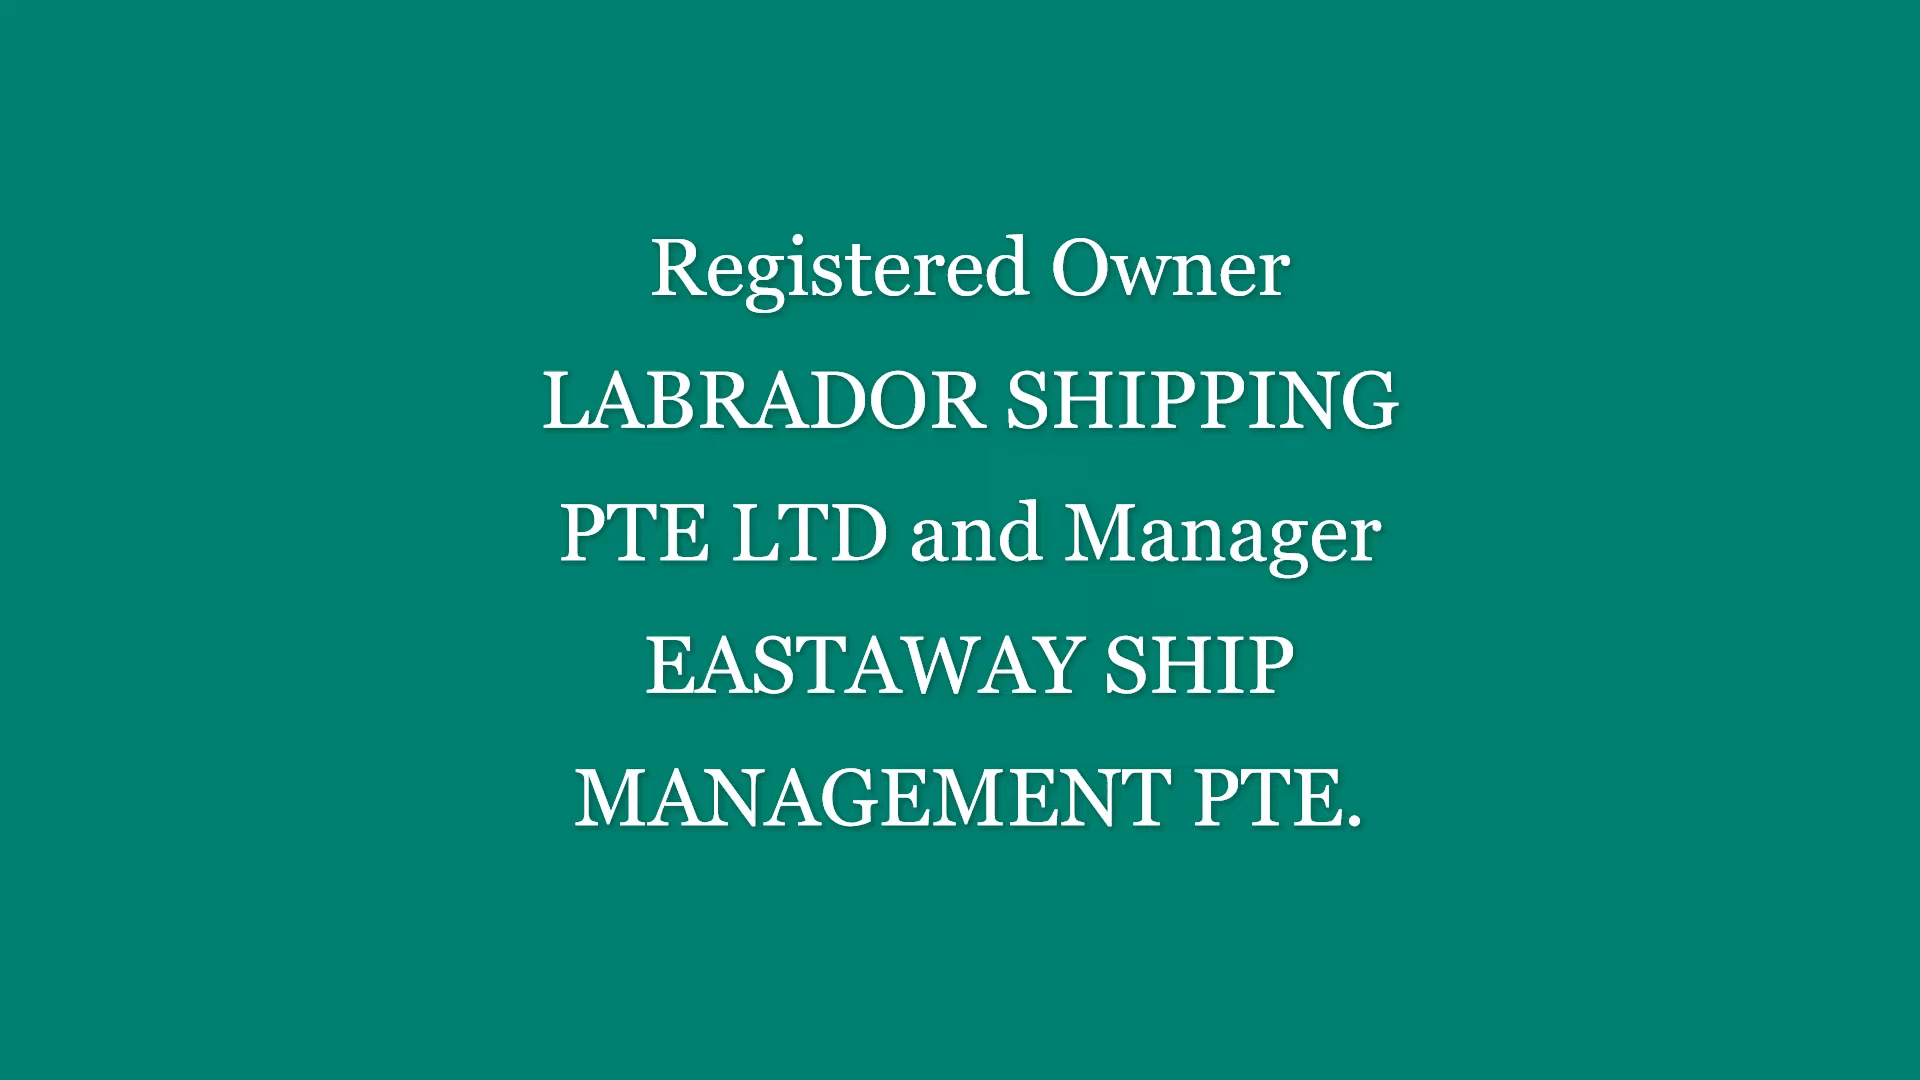 Registered Owner
LABRADOR SHIPPING
PTE LTD and Manager
EASTAWAY SHIP
MANAGEMENT PTE.